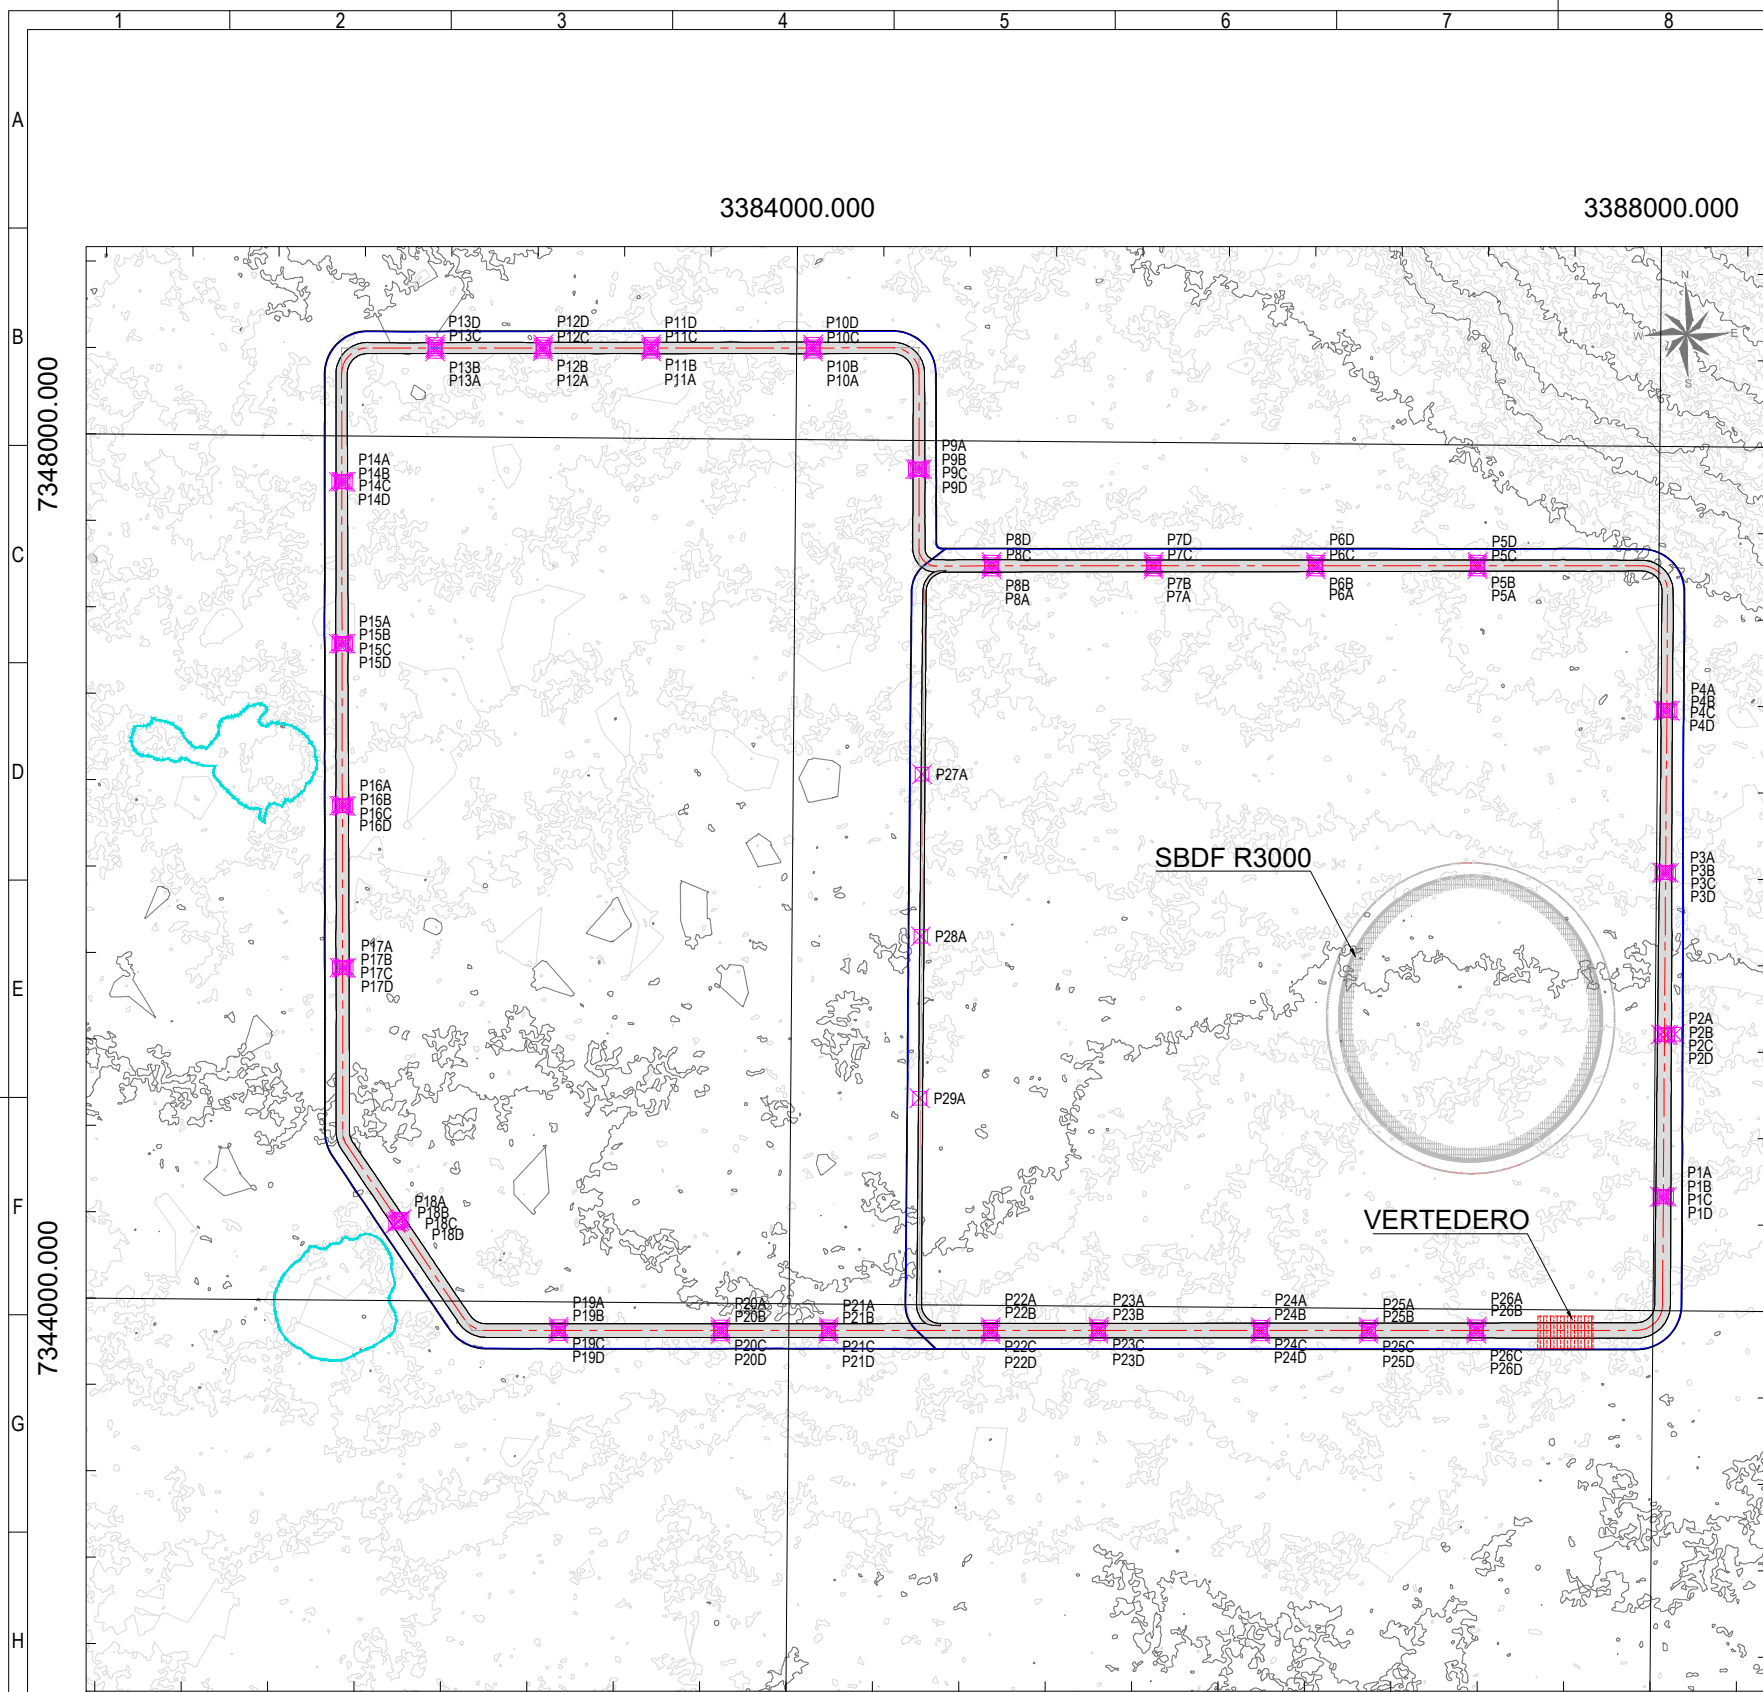 1 2 3 4 5 6 7 8
A
3384000.000 3388000.000
N
W E
S
B
P13D P12D P11D P10D
P13C P12C P11C P10C
P13B P12B P11B P10B
P13A P12A P11A P10A
7348000.000
P9A
P9B
P9C
P9D
P14A
P14B
P14C
P14D
C
P8D P7D P6D P5D
P8C P7C P6C P5C
P8B P7B P6B P5B
P8A P7A P6A P5A
P15A
P15B
P15C
P15D
P4A
P4B
P4C
P4D
D
P27A
P16A
P16B
P16C
P16D
SBDF R3000
P3A
P3B
P3C
P3D
P28A
P17A
P17B
P17C
P17D
E
P2A
P2B
P2C
P2D
P29A
P1A
P1B
P1C
P1D
F
P18A
P18B
P18C
P18D
VERTEDERO
7344000.000
P19A P20A P21A P22A P23A P24A P25A P26A
P19B P20B P21B P22B P23B P24B P25B P26B
P19C P20C P21C P22C P23C P24C P25C P26C
P19D P20D P21D P22D P23D P24D P25D P26D
G
H